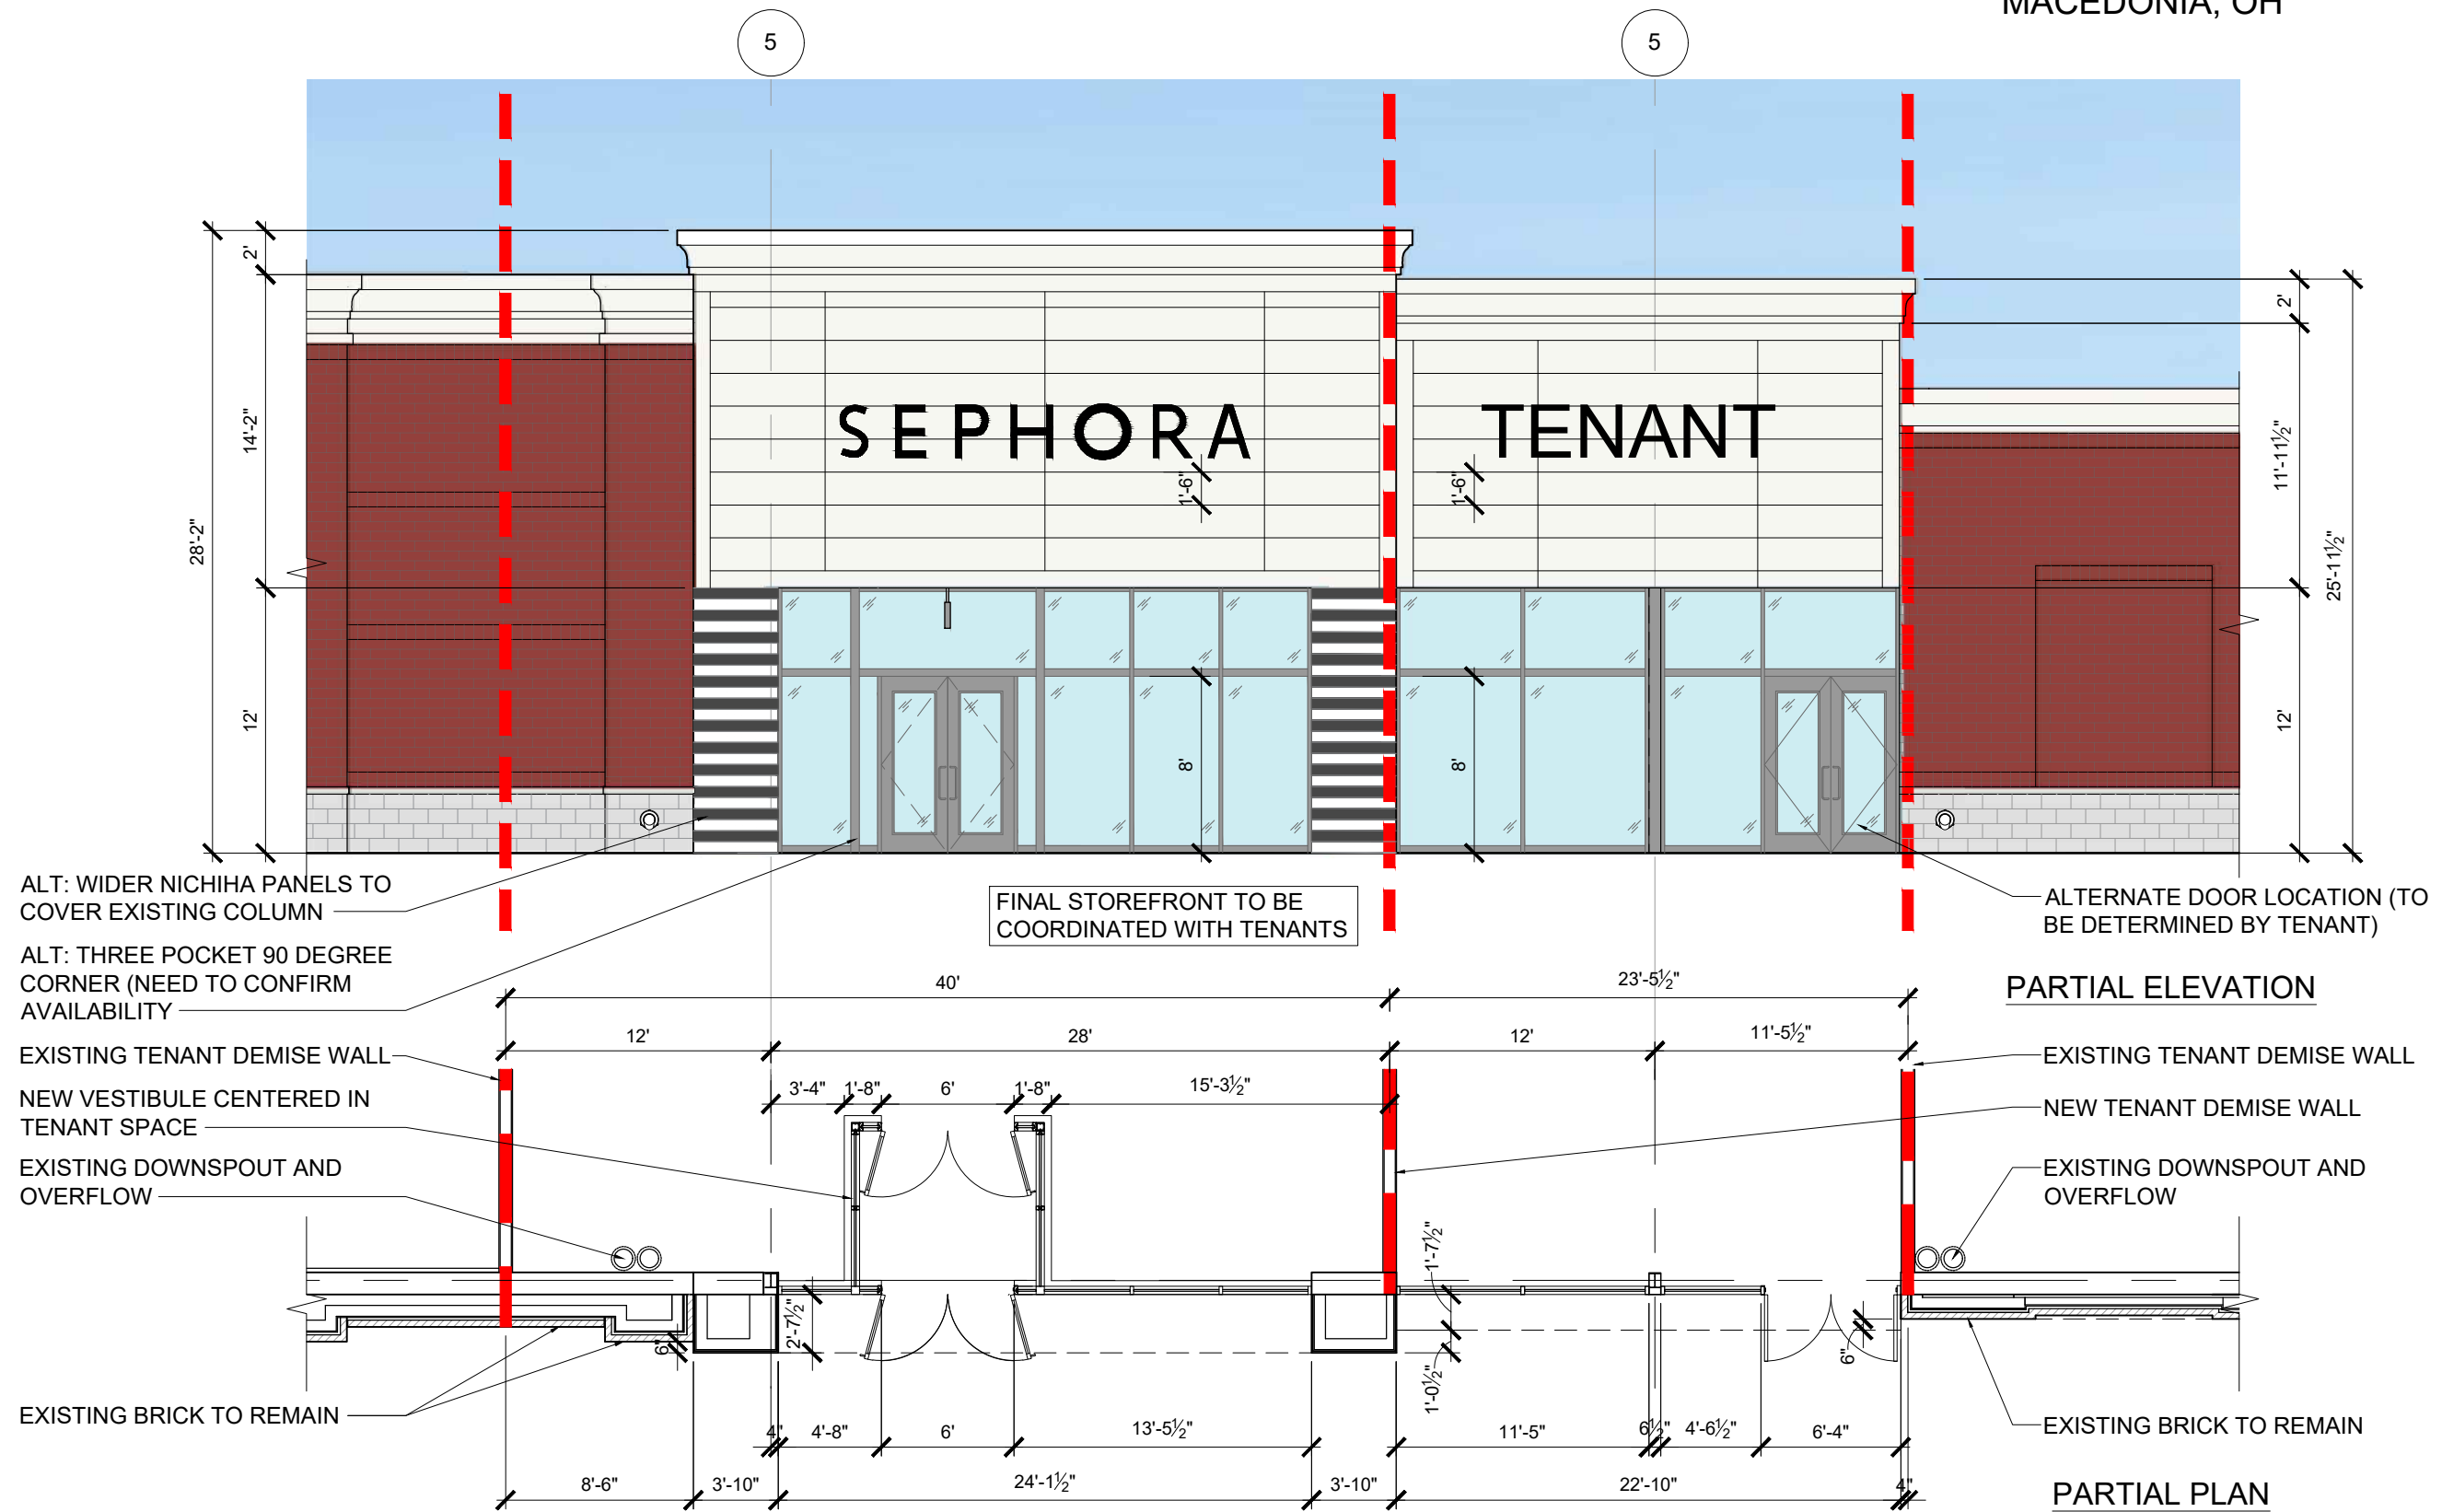 MACEDONIA, OH
5
5
2'
14'-2"
28'-2"
12'
SEPHORA
TENANT
1'-6"
1'-6"
8'
8'
2'
11'-11½"
25'-11½"
12'
ALT: WIDER NICHIHA PANELS TO
COVER EXISTING COLUMN
ALT: THREE POCKET 90 DEGREE
CORNER (NEED TO CONFIRM
AVAILABILITY
FINAL STOREFRONT TO BE
COORDINATED WITH TENANTS
ALTERNATE DOOR LOCATION (TO
BE DETERMINED BY TENANT)
PARTIAL ELEVATION
40'
23'-5½"
12'
28'
12'
11'-5½"
EXISTING TENANT DEMISE WALL
NEW VESTIBULE CENTERED IN
TENANT SPACE
EXISTING DOWNSPOUT AND
OVERFLOW
EXISTING BRICK TO REMAIN
3'-4"
1'-8"
6'
1'-8"
15'-3½"
EXISTING TENANT DEMISE WALL
NEW TENANT DEMISE WALL
EXISTING DOWNSPOUT AND
OVERFLOW
EXISTING BRICK TO REMAIN
6"
2'-7½"
1'-7½"
1'-0½"
6"
4'
4'-8"
6'
13'-5½"
11'-5"
6½"
4'-6½"
6'-4"
8'-6"
3'-10"
24'-1½"
3'-10"
22'-10"
4"
PARTIAL PLAN